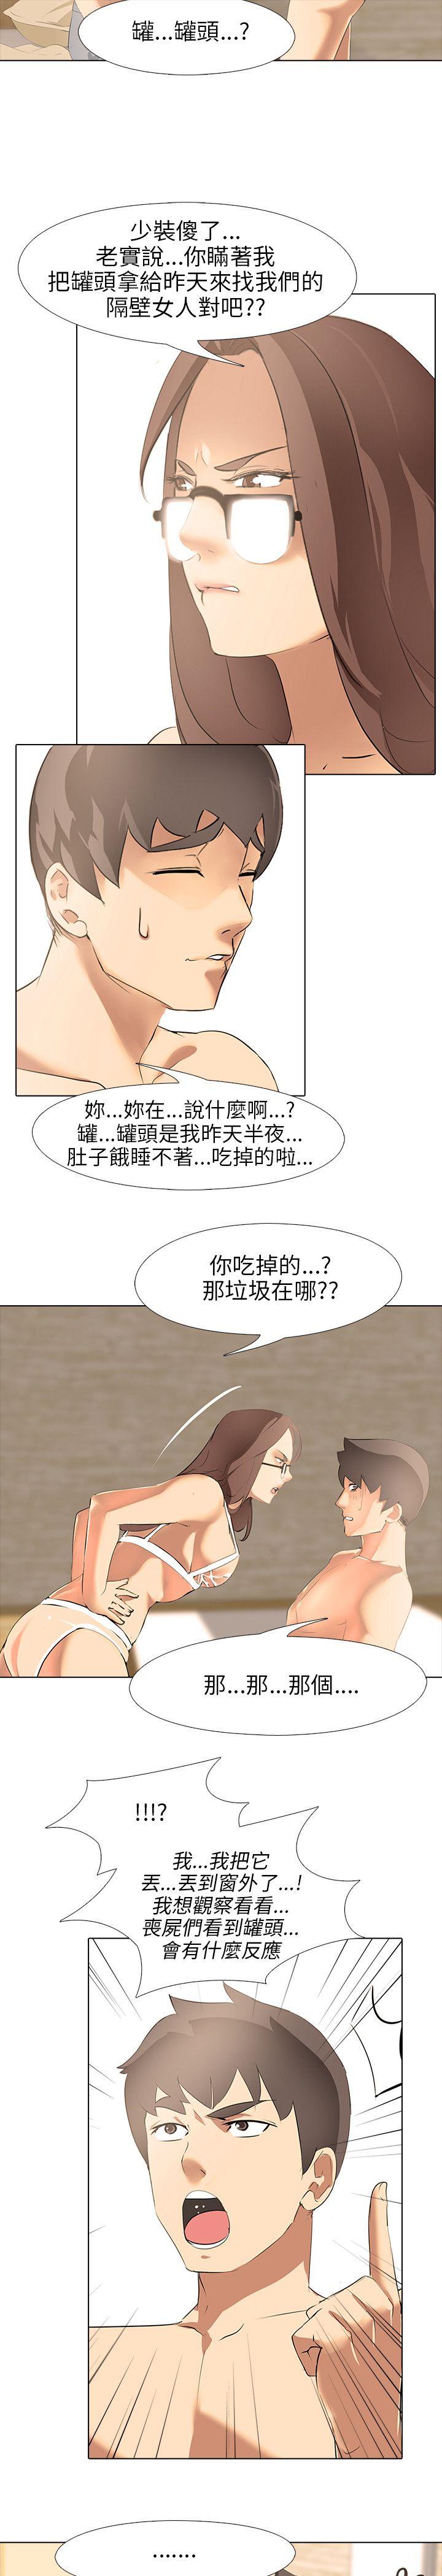 罐...罐頭...?
少裝傻了...
老實說...你瞞著我
把罐頭拿給昨天來找我們的
隔壁女人對吧??
妳...妳在...說什麼啊...?
罐...罐頭是我昨天半夜...
肚子餓睡不著...吃掉的啦...
你吃掉的...?
那垃圾在哪??
那...那...那個....
!!!?
我...我把它
丟...丟到窗外了...!
我想觀察看看...
喪屍們看到罐頭...
會有什麼反應
.......